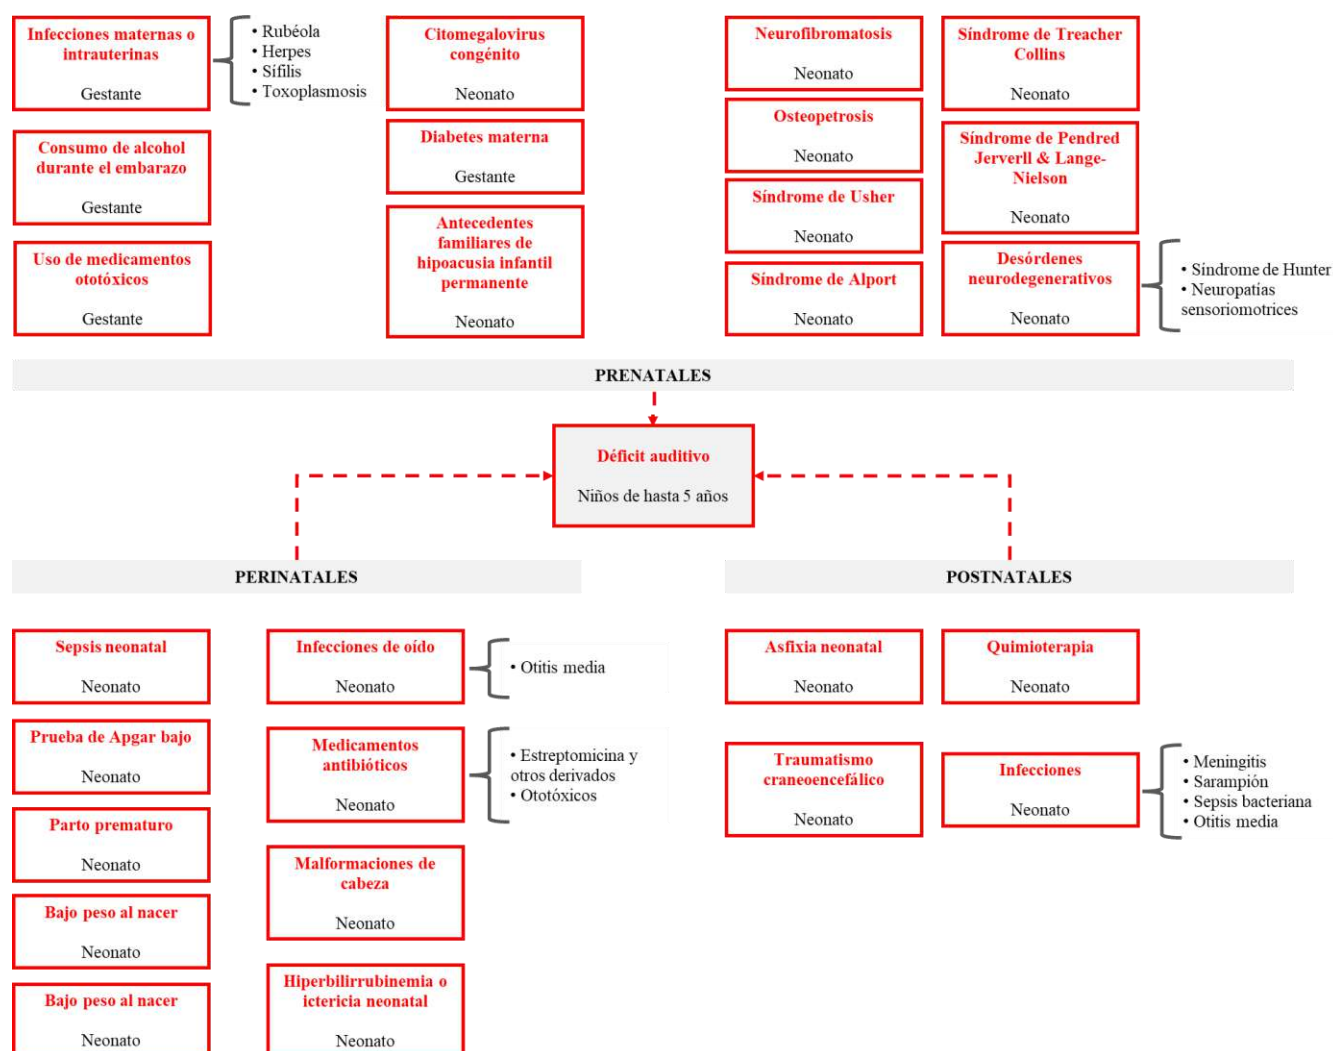 Infecciones maternas o
intrauterinas
Gestante
• Rubéola
• Herpes
• Sífilis
• Toxoplasmosis
Consumo de alcohol
durante el embarazo
Gestante
Uso de medicamentos
ototóxicos
Gestante
Citomegalovirus
congénito
Neonato
Diabetes materna
Gestante
Antecedentes
familiares de
hipoacusia infantil
permanente
Neonato
Neurofibromatosis
Neonato
Osteopetrosis
Neonato
Síndrome de Usher
Neonato
Síndrome de Alport
Neonato
Síndrome de Treacher
Collins
Neonato
Síndrome de Pendred
Jerverll & Lange-
Nielson
Neonato
Desórdenes
neurodegenerativos
Neonato
• Síndrome de Hunter
• Neuropatías
sensoriomotrices
PRENATALES
Déficit auditivo
Niños de hasta 5 años
PERINATALES
Sepsis neonatal
Neonato
Prueba de Apgar bajo
Neonato
Parto prematuro
Neonato
Bajo peso al nacer
Neonato
Bajo peso al nacer
Neonato
Infecciones de oído
Neonato
• Otitis media
Medicamentos
antibióticos
Neonato
• Estreptomicina y
otros derivados
• Ototóxicos
Malformaciones de
cabeza
Neonato
Hiperbilirrubinemia o
ictericia neonatal
Neonato
POSTNATALES
Asfixia neonatal
Neonato
Quimioterapia
Neonato
Traumatismo
craneoencefálico
Neonato
Infecciones
Neonato
• Meningitis
• Sarampión
• Sepsis bacteriana
• Otitis media